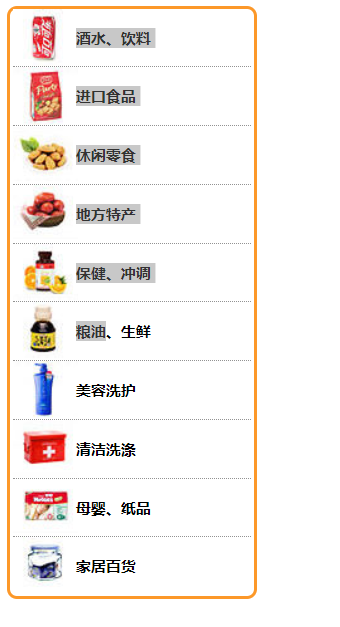 酒水、饮料
进口食品
休闲零食
地方特产
保健、冲调
粮油、生鲜
美容洗护
清洁洗涤
母婴、纸品
家居百货